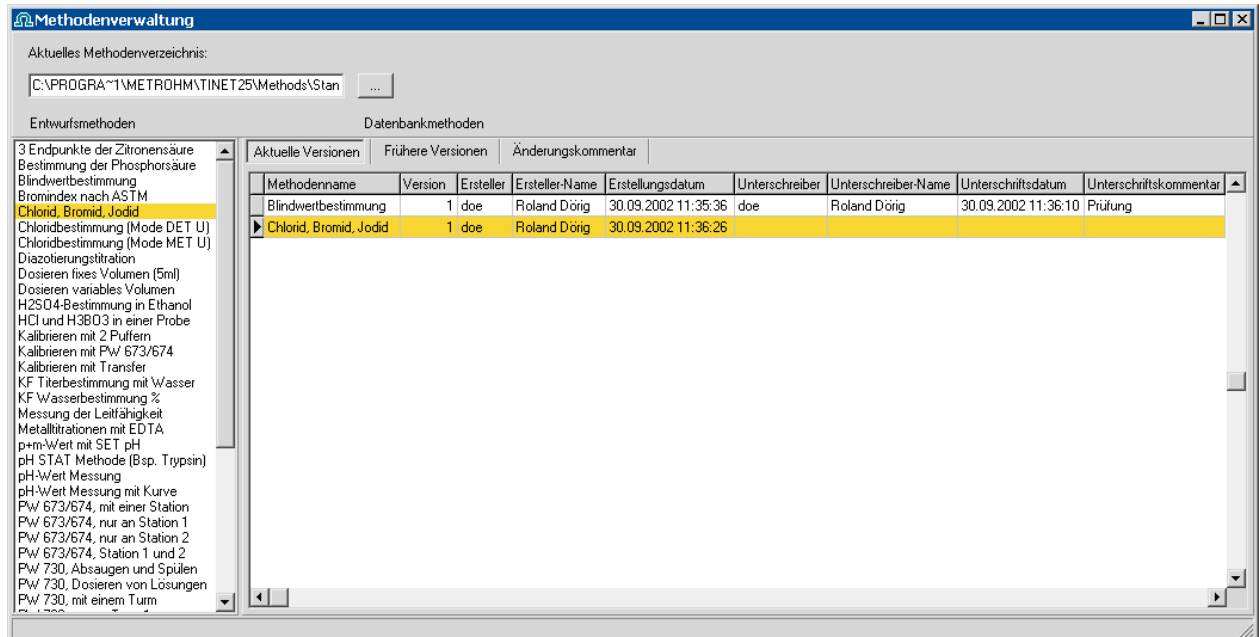 Methodenverwaltung
Aktuelles Methodenverzeichnis:
C:\PROGRA~1\METROHM\TINET25\Methods\Stan
...
Entwurfsmethoden
Datenbankmethoden
3 Endpunkte der Zitronensäure
Bestimmung der Phosphorsäure
Blindwertbestimmung
Bromindex nach ASTM
Chlorid, Bromid, Jodid
Chloridbestimmung (Mode DET U)
Chloridbestimmung (Mode MET U)
Diazotierungstitration
Dosieren fixes Volumen (5ml)
Dosieren variables Volumen
H2SO4-Bestimmung in Ethanol
HCl und H3BO3 in einer Probe
Kalibrieren mit 2 Puffern
Kalibrieren mit PW 673/674
Kalibrieren mit Transfer
KF Titerbestimmung mit Wasser
KF Wasserbestimmung %
Messung der Leitfähigkeit
Metalltitrationen mit EDTA
p+m-Wert mit SET pH
pH STAT Methode (Bsp. Trypsin)
pH-Wert Messung
pH-Wert Messung mit Kurve
PW 673/674, mit einer Station
PW 673/674, nur an Station 1
PW 673/674, nur an Station 2
PW 673/674, Station 1 und 2
PW 730, Absaugen und Spülen
PW 730, Dosieren von Lösungen
PW 730, mit einem Turm
Aktuelle Versionen Frühere Versionen Änderungskommentar
Methodenname Version Ersteller Ersteller-Name Erstellungsdatum Unterschreiber Unterschreiber-Name Unterschriftsdatum Unterschriftskommentar
Blindwertbestimmung 1 doe Roland Dörig 30.09.2002 11:35:36 doe Roland Dörig 30.09.2002 11:36:10 Prüfung
Chlorid, Bromid, Jodid 1 doe Roland Dörig 30.09.2002 11:36:26